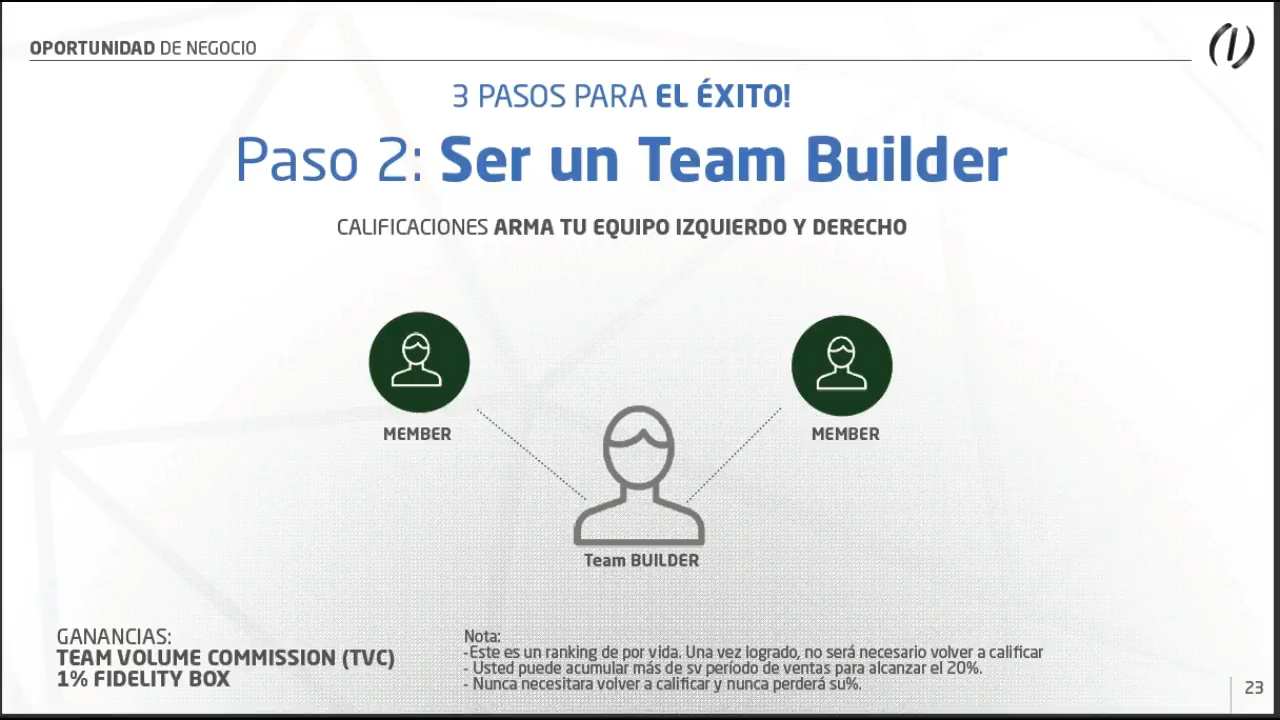 OPORTUNIDAD DE NEGOCIO
3 PASOS PARA EL ÉXITO!
Paso 2: Ser un Team Builder
CALIFICACIONES ARMA TU EQUIPO IZQUIERDO Y DERECHO
MEMBER
MEMBER
Team BUILDER
GANANCIAS:
TEAM VOLUME COMMISSION (TVC)
1% FIDELITY BOX
Nota:
-Este es un ranking de por vida. Una vez logrado, no será necesario volver a calificar
- Usted puede acumular más de sv período de ventas para alcanzar el 20%.
- Nunca necesitara volver a calificar y nunca perderá su%.
23